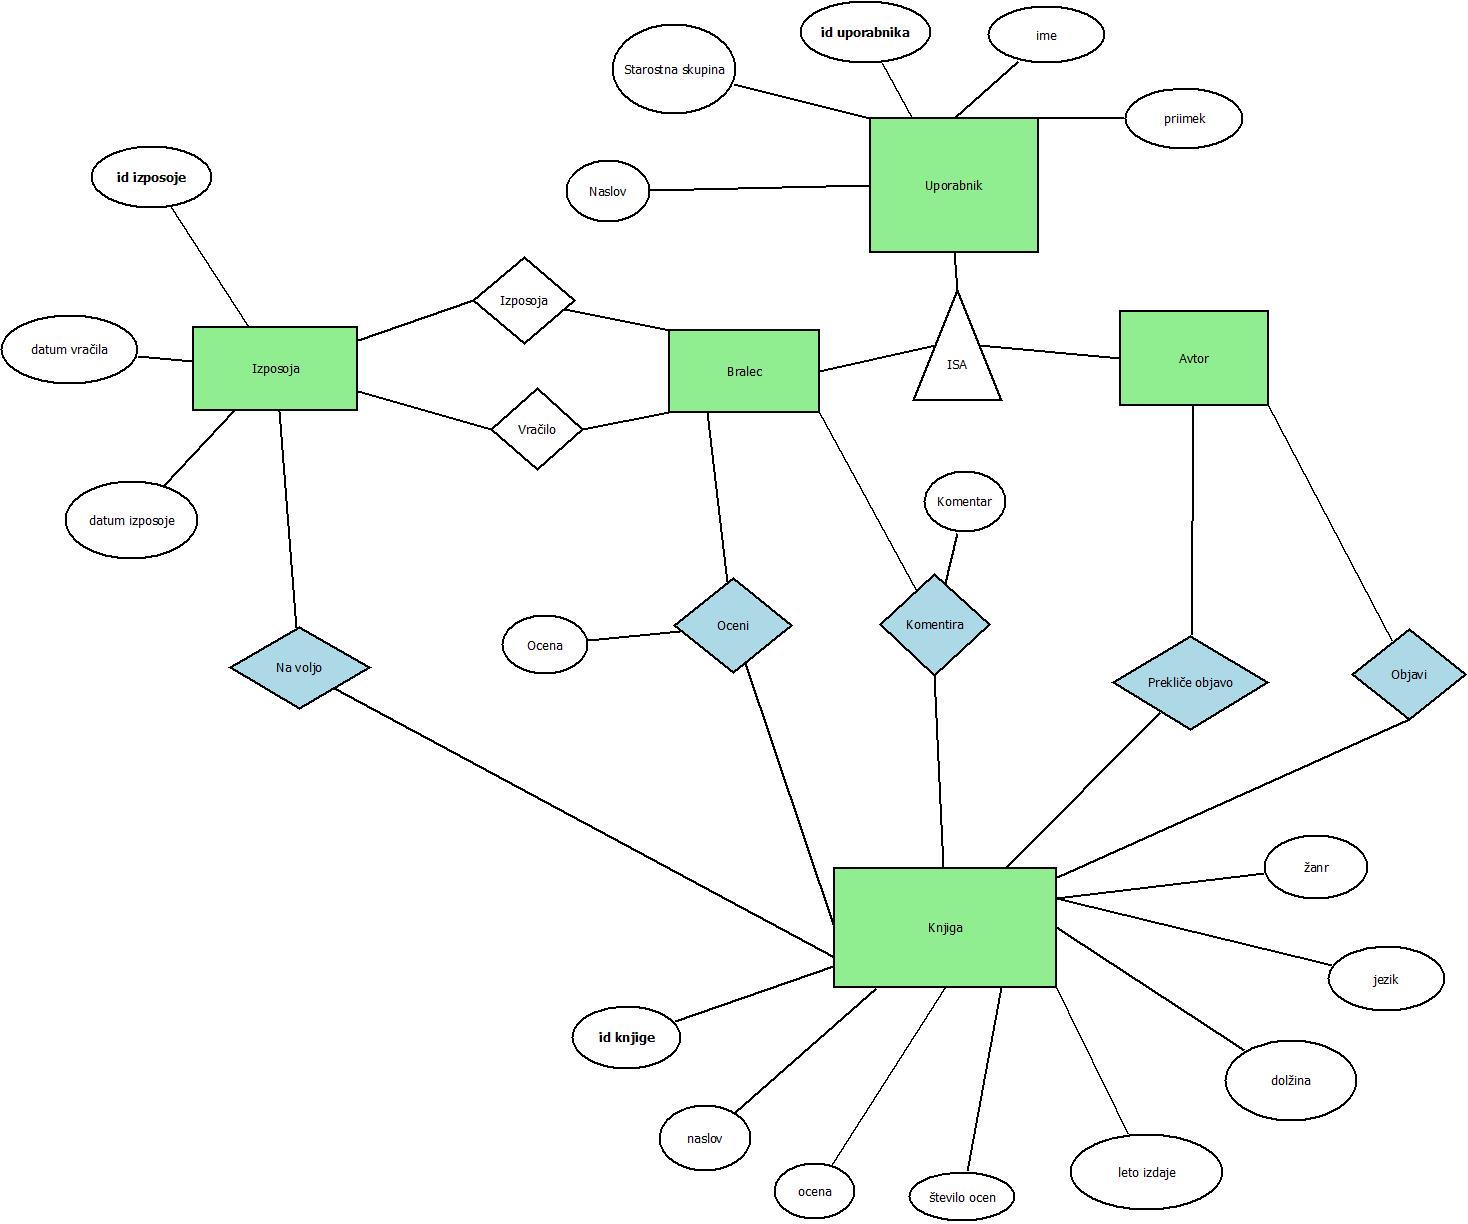 id uporabnika
ime
Starostna skupina
priimek
id izposoje
Uporabnik
Naslov
Izposoja
datum vračila
Izposoja
Bralec
ISA
Avtor
Vračilo
Komentar
datum izposoje
Oceni
Komentira
Ocena
Na voljo
Prekliče objavo
Objavi
žanr
Knjiga
jezik
id knjige
dolžina
naslov
leto izdaje
ocena
število ocen